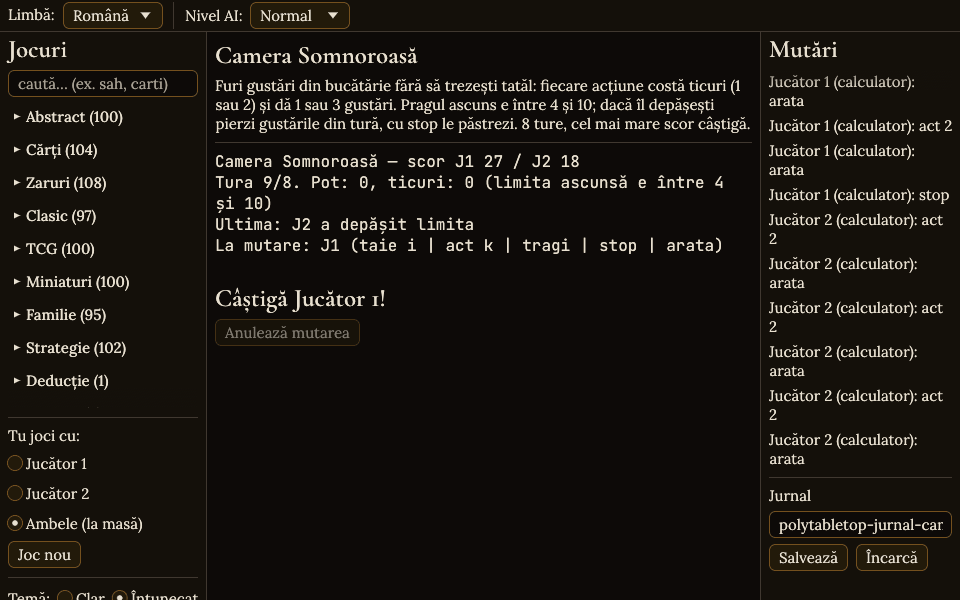 Limbă: Română ▼ Nivel AI: Normal ▼
Jocuri
caută... (ex. sah, carti)
▸ Abstract (100)
▸ Cărți (104)
▸ Zaruri (108)
▸ Clasic (97)
▸ TCG (100)
▸ Miniaturi (100)
▸ Familie (95)
▸ Strategie (102)
▸ Deducție (1)
Tu joci cu:
Jucător 1
Jucător 2
Ambele (la masă)
Joc nou
Temă: Clar Întunecat
Camera Somnoroasă
Furi gustări din bucătărie fără să trezești tatăl: fiecare acțiune costă ticuri (1
sau 2) și dă 1 sau 3 gustări. Pragul ascuns e între 4 și 10; dacă îl depășești
pierzi gustările din tură, cu stop le păstrezi. 8 ture, cel mai mare scor câștigă.
Camera Somnoroasă — scor J1 27 / J2 18
Tura 9/8. Pot: 0, ticuri: 0 (limita ascunsă e între 4
și 10)
Ultima: J2 a depășit limita
La mutare: J1 (taie i | act k | tragi | stop | arata)
Câștigă Jucător 1!
Anulează mutarea
Mutări
Jucător 1 (calculator):
arata
Jucător 1 (calculator): act 2
Jucător 1 (calculator):
arata
Jucător 1 (calculator): stop
Jucător 2 (calculator): act
2
Jucător 2 (calculator):
arata
Jucător 2 (calculator): act
2
Jucător 2 (calculator):
arata
Jucător 2 (calculator): act
2
Jucător 2 (calculator):
arata
Jurnal
polytabletop-jurnal-car
Salvează Încarcă